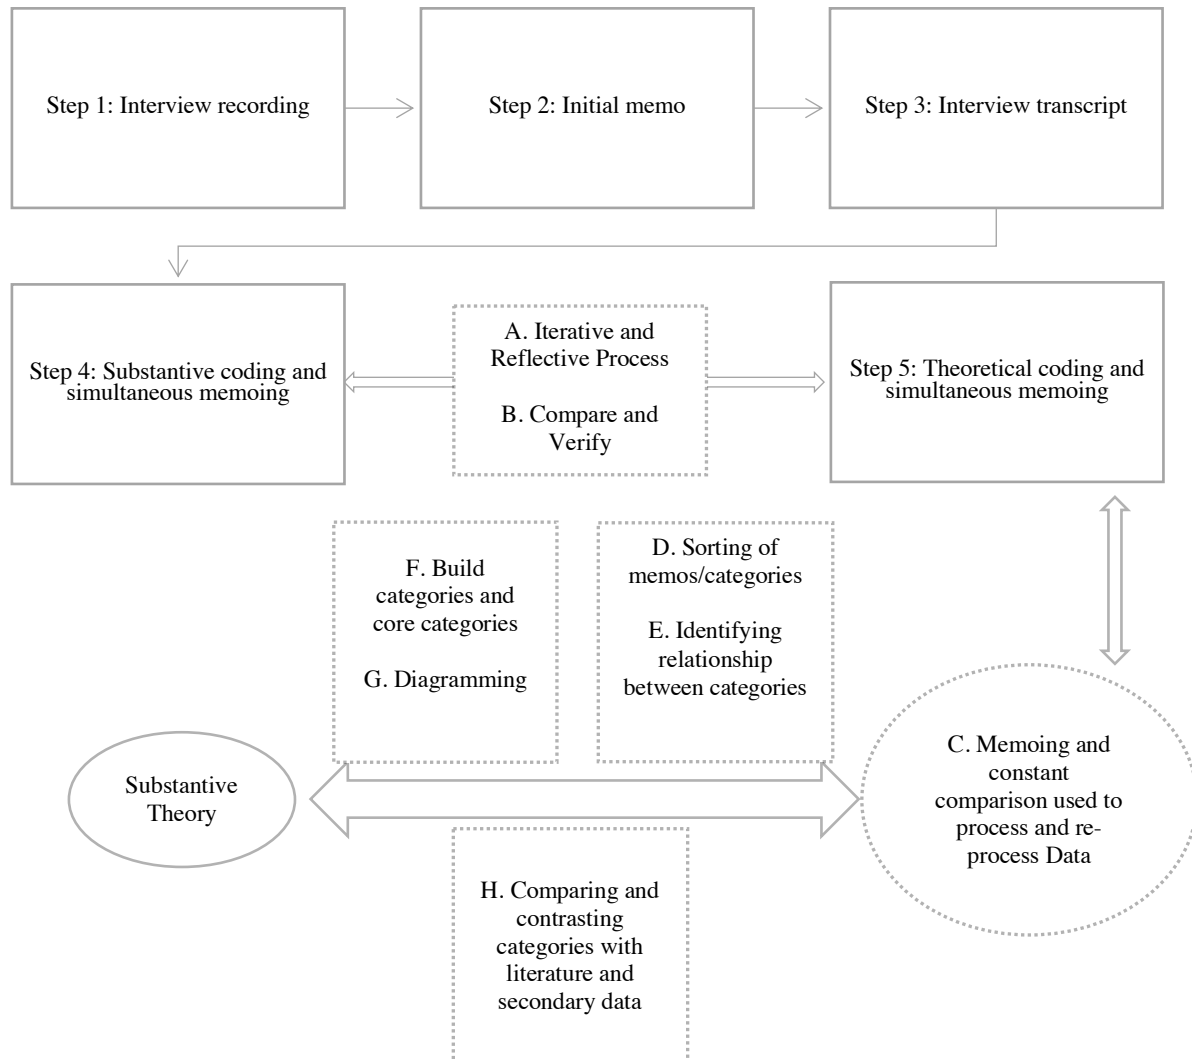 Step 1: Interview recording
Step 2: Initial memo
Step 3: Interview transcript
Step 4: Substantive coding and
simultaneous memoing
A. Iterative and
Reflective Process
B. Compare and
Verify
Step 5: Theoretical coding and
simultaneous memoing
F. Build
categories and
core categories
G. Diagramming
D. Sorting of
memos/categories
E. Identifying
relationship
between categories
Substantive
Theory
C. Memoing and
constant
comparison used to
process and re-
process Data
H. Comparing and
contrasting
categories with
literature and
secondary data